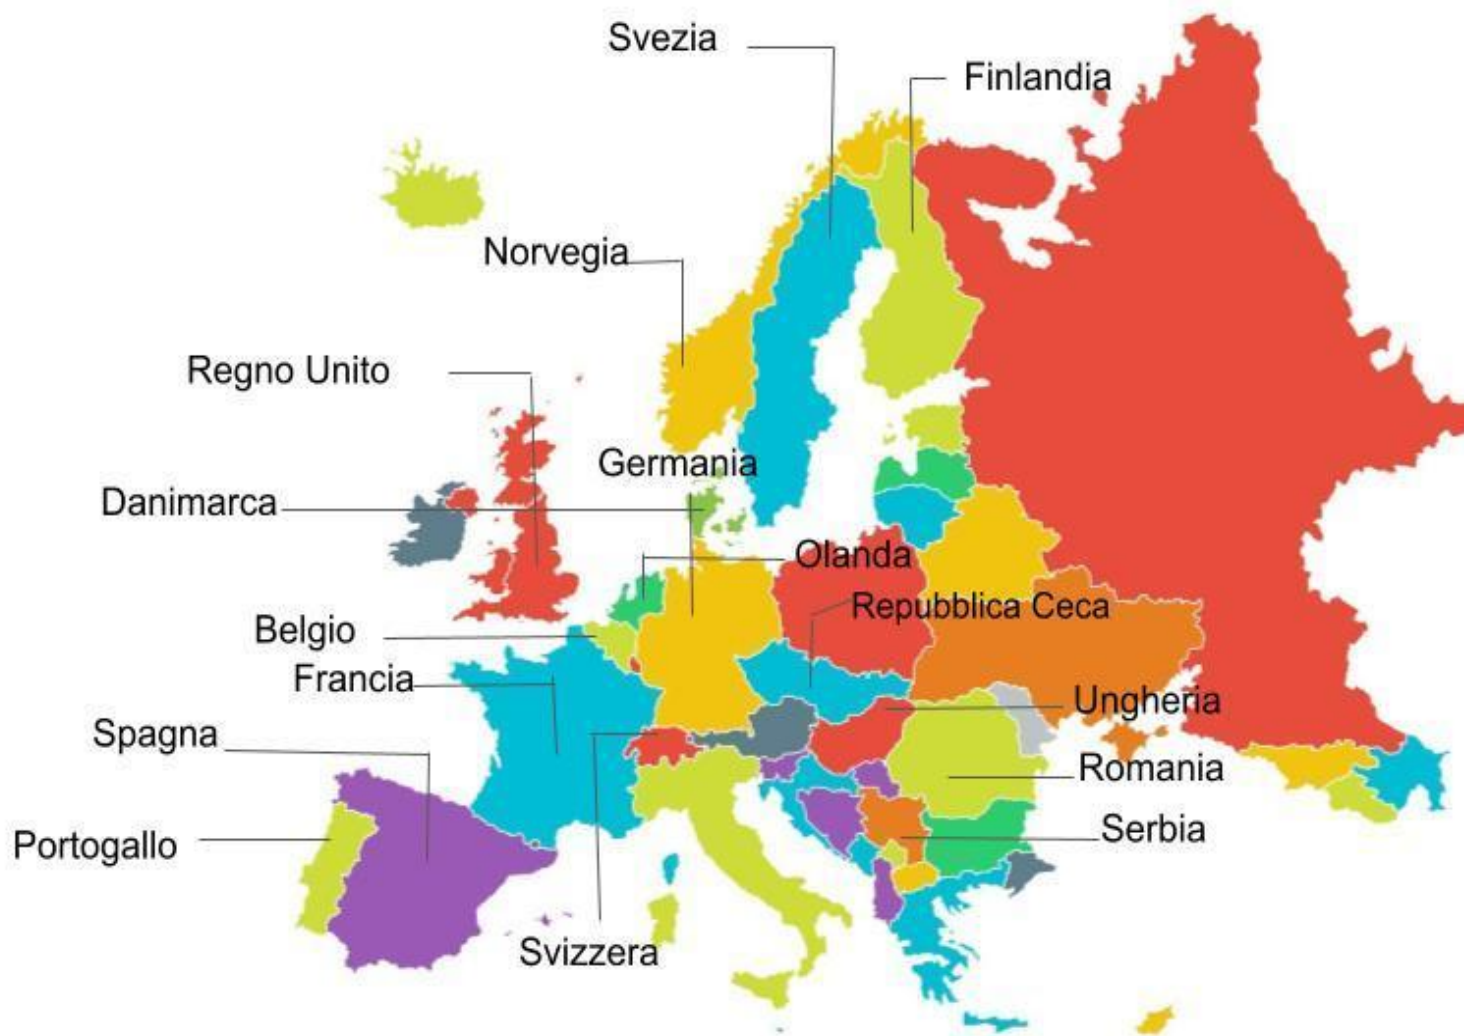 Svezia
Finlandia
Norvegia
Regno Unito
Germania
Danimarca
Olanda
Repubblica Ceca
Belgio
Francia
Ungheria
Spagna
Romania
Serbia
Portogallo
Svizzera